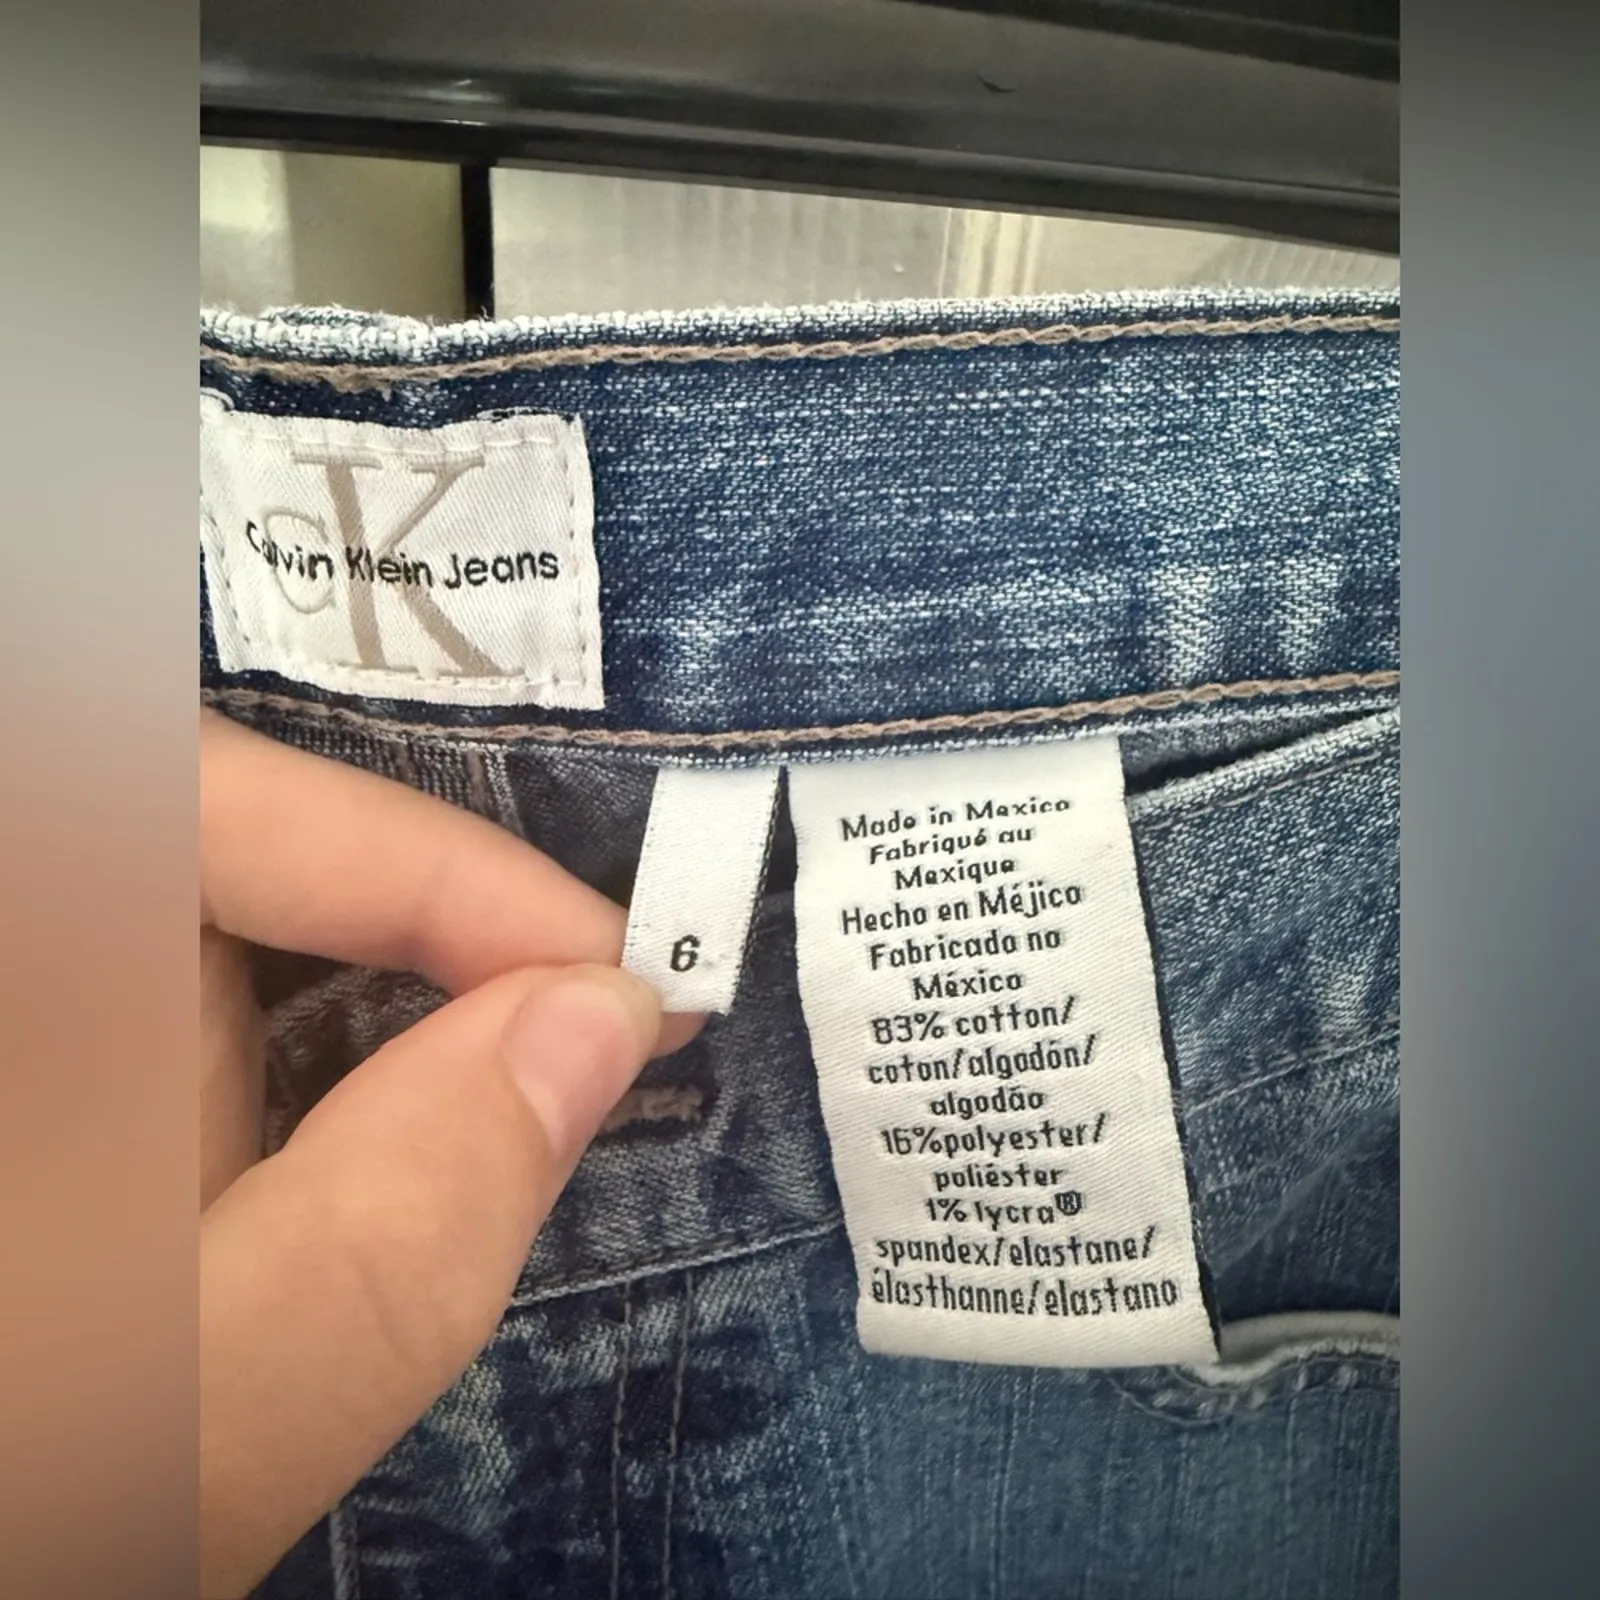 CK
Calvin Klein Jeans
6
Made in Mexico
Fabriqué au
Mexique
Hecho en Méjico
Fabricado no
México
83% cotton/
coton/algodón/
algodão
16%polyester/
poliéster
1% lycra®
spandex/elastane/
élasthanne/elastano